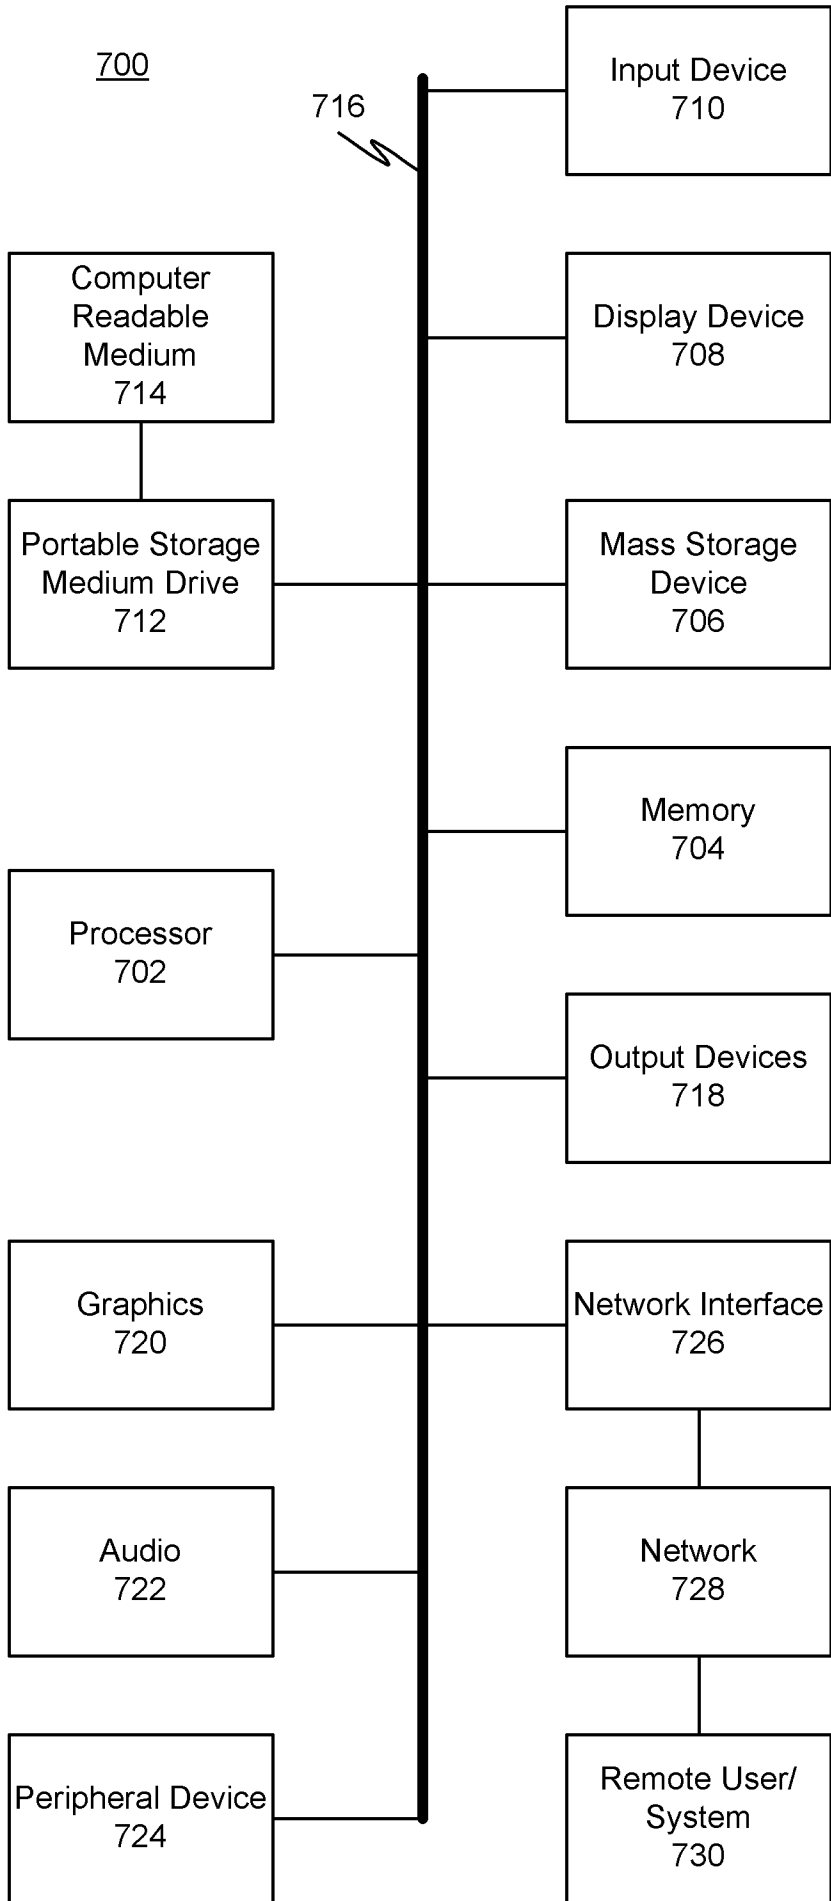 700
716
Input Device
710
Computer
Readable
Medium
714
Display Device
708
Portable Storage
Medium Drive
712
Mass Storage
Device
706
Memory
704
Processor
702
Output Devices
718
Graphics
720
Network Interface
726
Audio
722
Network
728
Peripheral Device
724
Remote User/
System
730